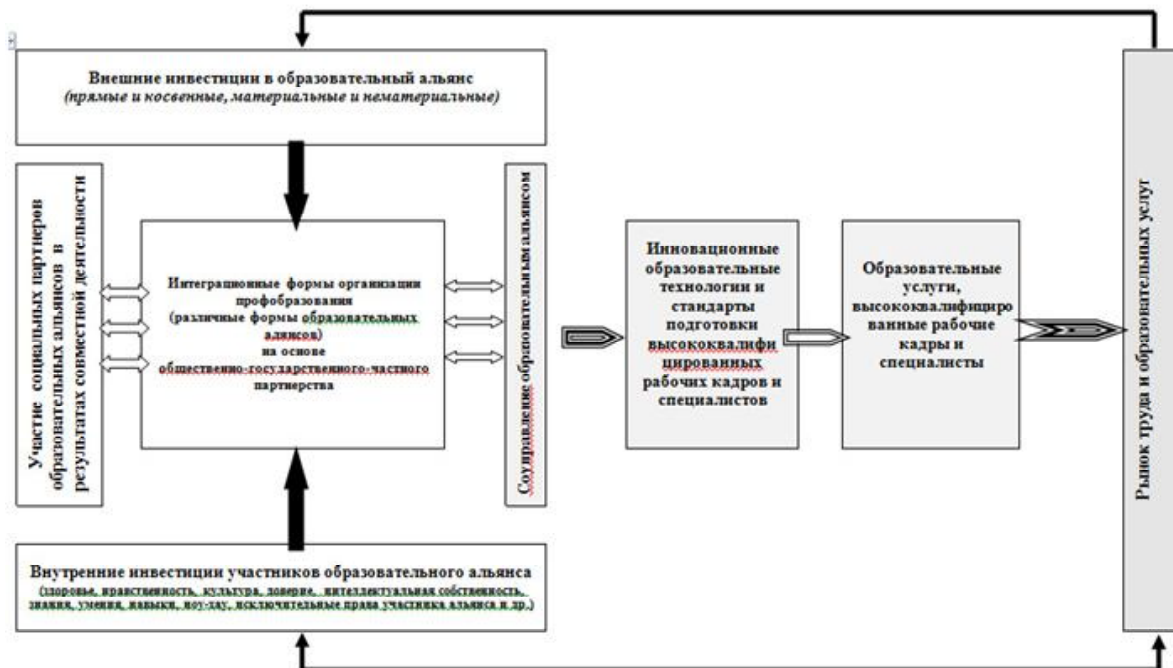 Внешние инвестиции в образовательный альянс
(прямые и косвенные, материальные и нематериальные)
Участие социальных партнеров
образовательных альянсов в
результатах совместной деятельности
Интеграционные формы организации
профобразования
(различные формы образовательных
алянсов)
на основе
общественно-государственного-частного
партнерства
Соуправление образовательным альянсом
Инновационные
образовательные
технологии и
стандарты
подготовки
высококвалифи
цированных
рабочих кадров и
специалистов
Образовательные
услуги,
высококвалифициро
ванные рабочие
кадры и
специалисты
Рынок труда и образовательных услуг
Внутренние инвестиции участников образовательного альянса
(здоровье, нравственность, культура, доверие, интеллектуальная собственность,
знания, умения, навыки, ноу-хау, исключительные права участника альянса и др.)